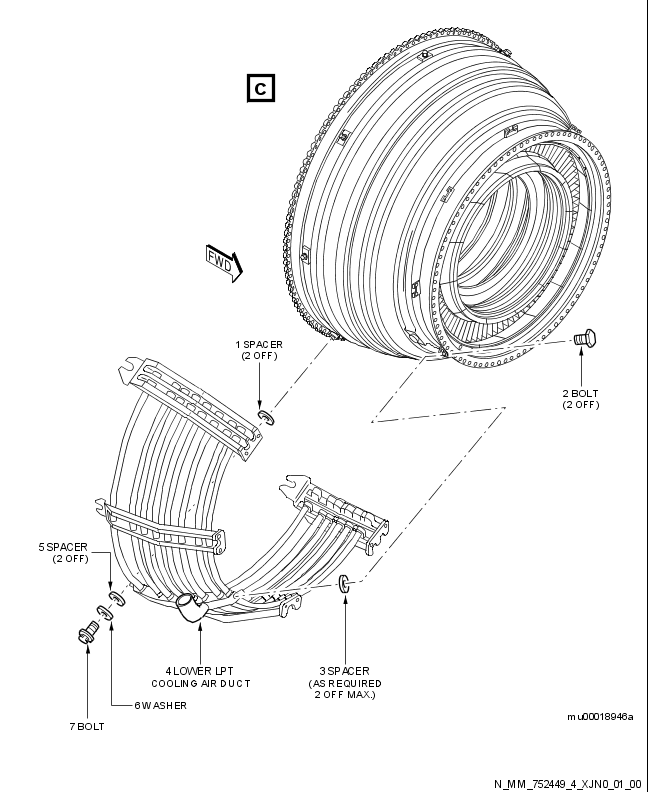 C
FWD
1 SPACER
(2 OFF)
2 BOLT
(2 OFF)
5 SPACER
(2 OFF)
4 LOWER LPT
COOLING AIR DUCT
3 SPACER
(AS REQUIRED
2 OFF MAX.)
6 WASHER
7 BOLT
mu00018946a
N_MM_752449_4_XJN0_01_00